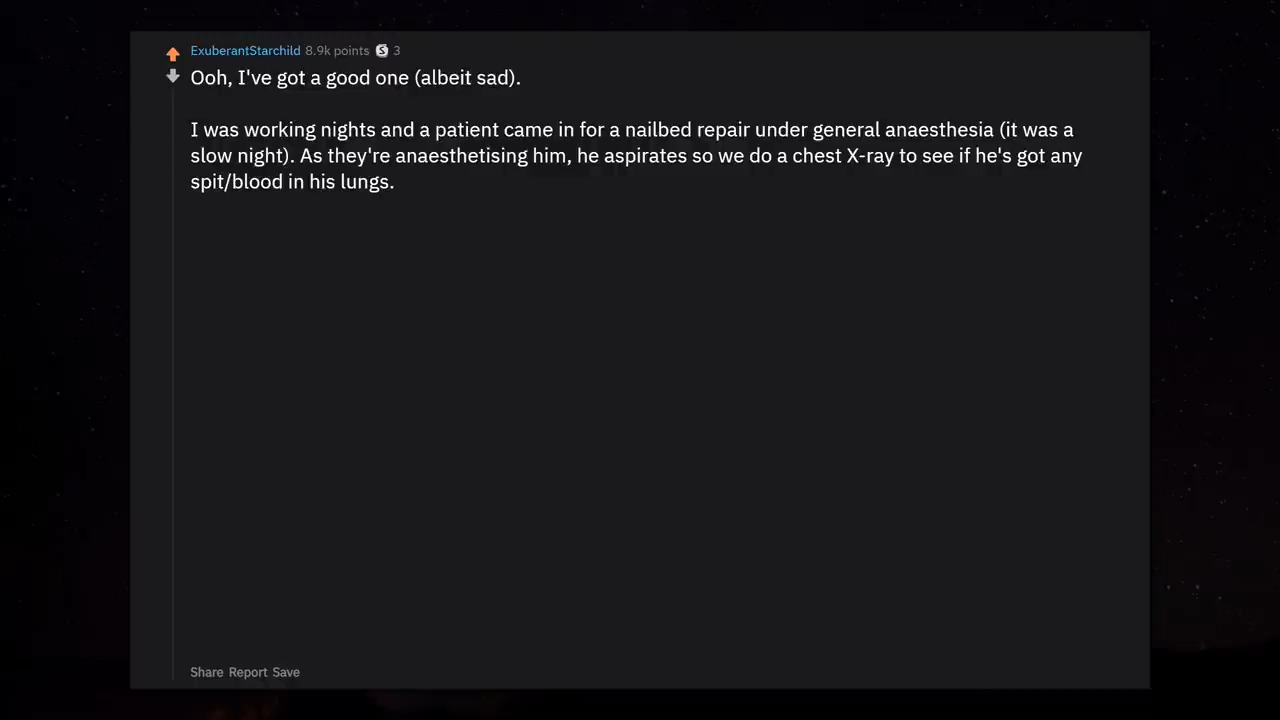 ExuberantStarchild 8.9k points S 3
Ooh, I've got a good one (albeit sad).
I was working nights and a patient came in for a nailbed repair under general anaesthesia (it was a
slow night). As they're anaesthetising him, he aspirates so we do a chest X-ray to see if he's got any
spit/blood in his lungs.
Share Report Save